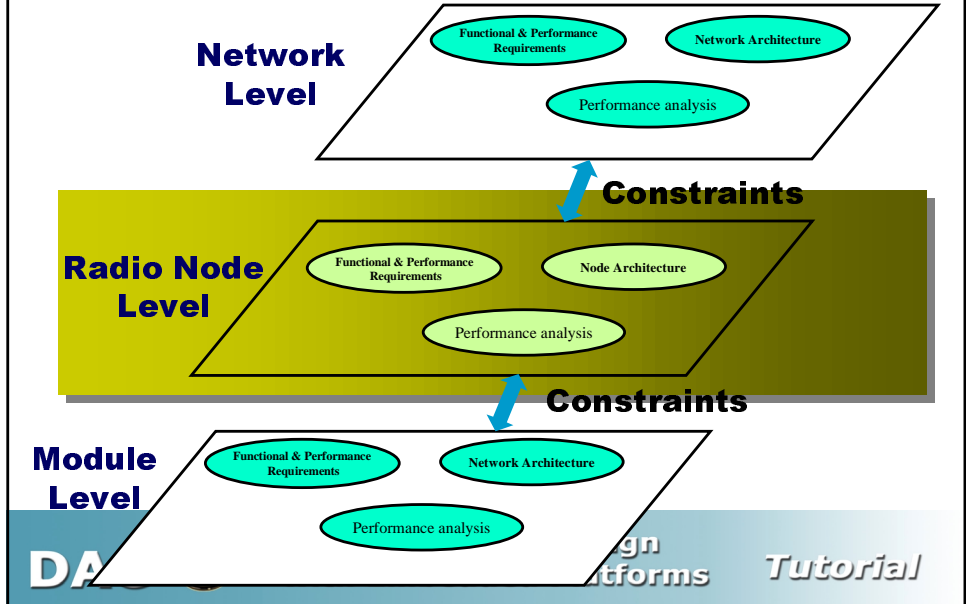 Network
Level
Functional & Performance
Requirements
Network Architecture
Performance analysis
Constraints
Radio Node
Level
Functional & Performance
Requirements
Node Architecture
Performance analysis
Constraints
Module
Level
Functional & Performance
Requirements
Network Architecture
Performance analysis
Tutorial